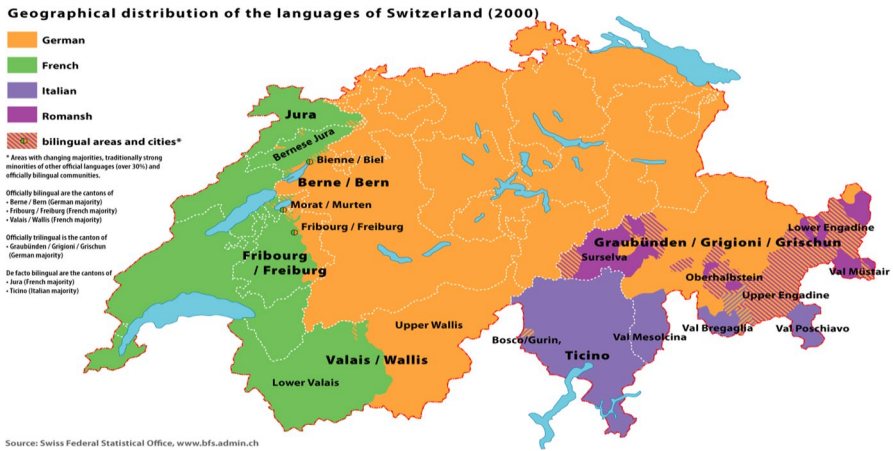 Geographical distribution of the languages of Switzerland (2000)
German
French
Italian
Romansh
bilingual areas and cities*
* Areas with changing majorities, traditionally strong
minorities of other official languages (over 30%) and
officially bilingual communities.
Officially bilingual are the cantons of
• Berne / Bern (German majority)
• Fribourg / Freiburg (French majority)
• Valais / Wallis (French majority)
Officially trilingual is the canton of
• Graubünden / Grigioni / Grischun
(German majority)
De facto bilingual are the cantons of
• Jura (French majority)
• Ticino (Italian majority)
Jura
Bernese Jura
Bienne / Biel
Berne / Bern
Morat / Murten
Fribourg / Freiburg
Fribourg
/ Freiburg
Upper Wallis
Valais / Wallis
Lower Valais
Bosco/Gurin,
Ticino
Val Mesolcina
Graubünden / Grigioni / Grischun
Surselva
Lower Engadine
Val Müstair
Oberhalbstein
Upper Engadine
Val Bregaglia
Val Poschiavo
Source: Swiss Federal Statistical Office, www.bfs.admin.ch